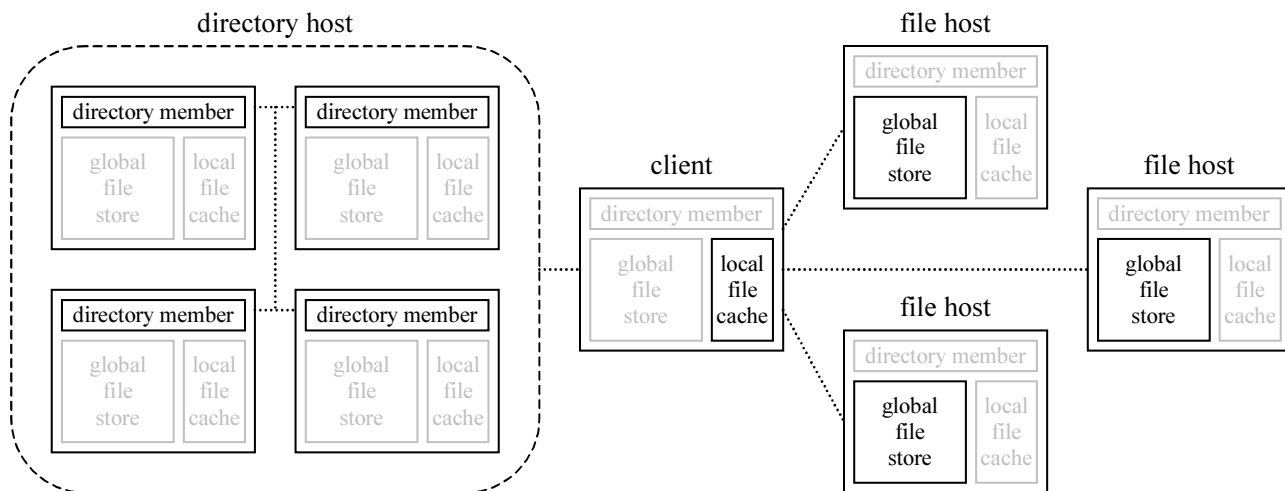 directory host
directory member
global
file
store
local
file
cache
directory member
global
file
store
local
file
cache
directory member
global
file
store
local
file
cache
directory member
global
file
store
local
file
cache
client
directory member
global
file
store
local
file
cache
file host
directory member
global
file
store
local
file
cache
file host
directory member
global
file
store
local
file
cache
file host
directory member
global
file
store
local
file
cache